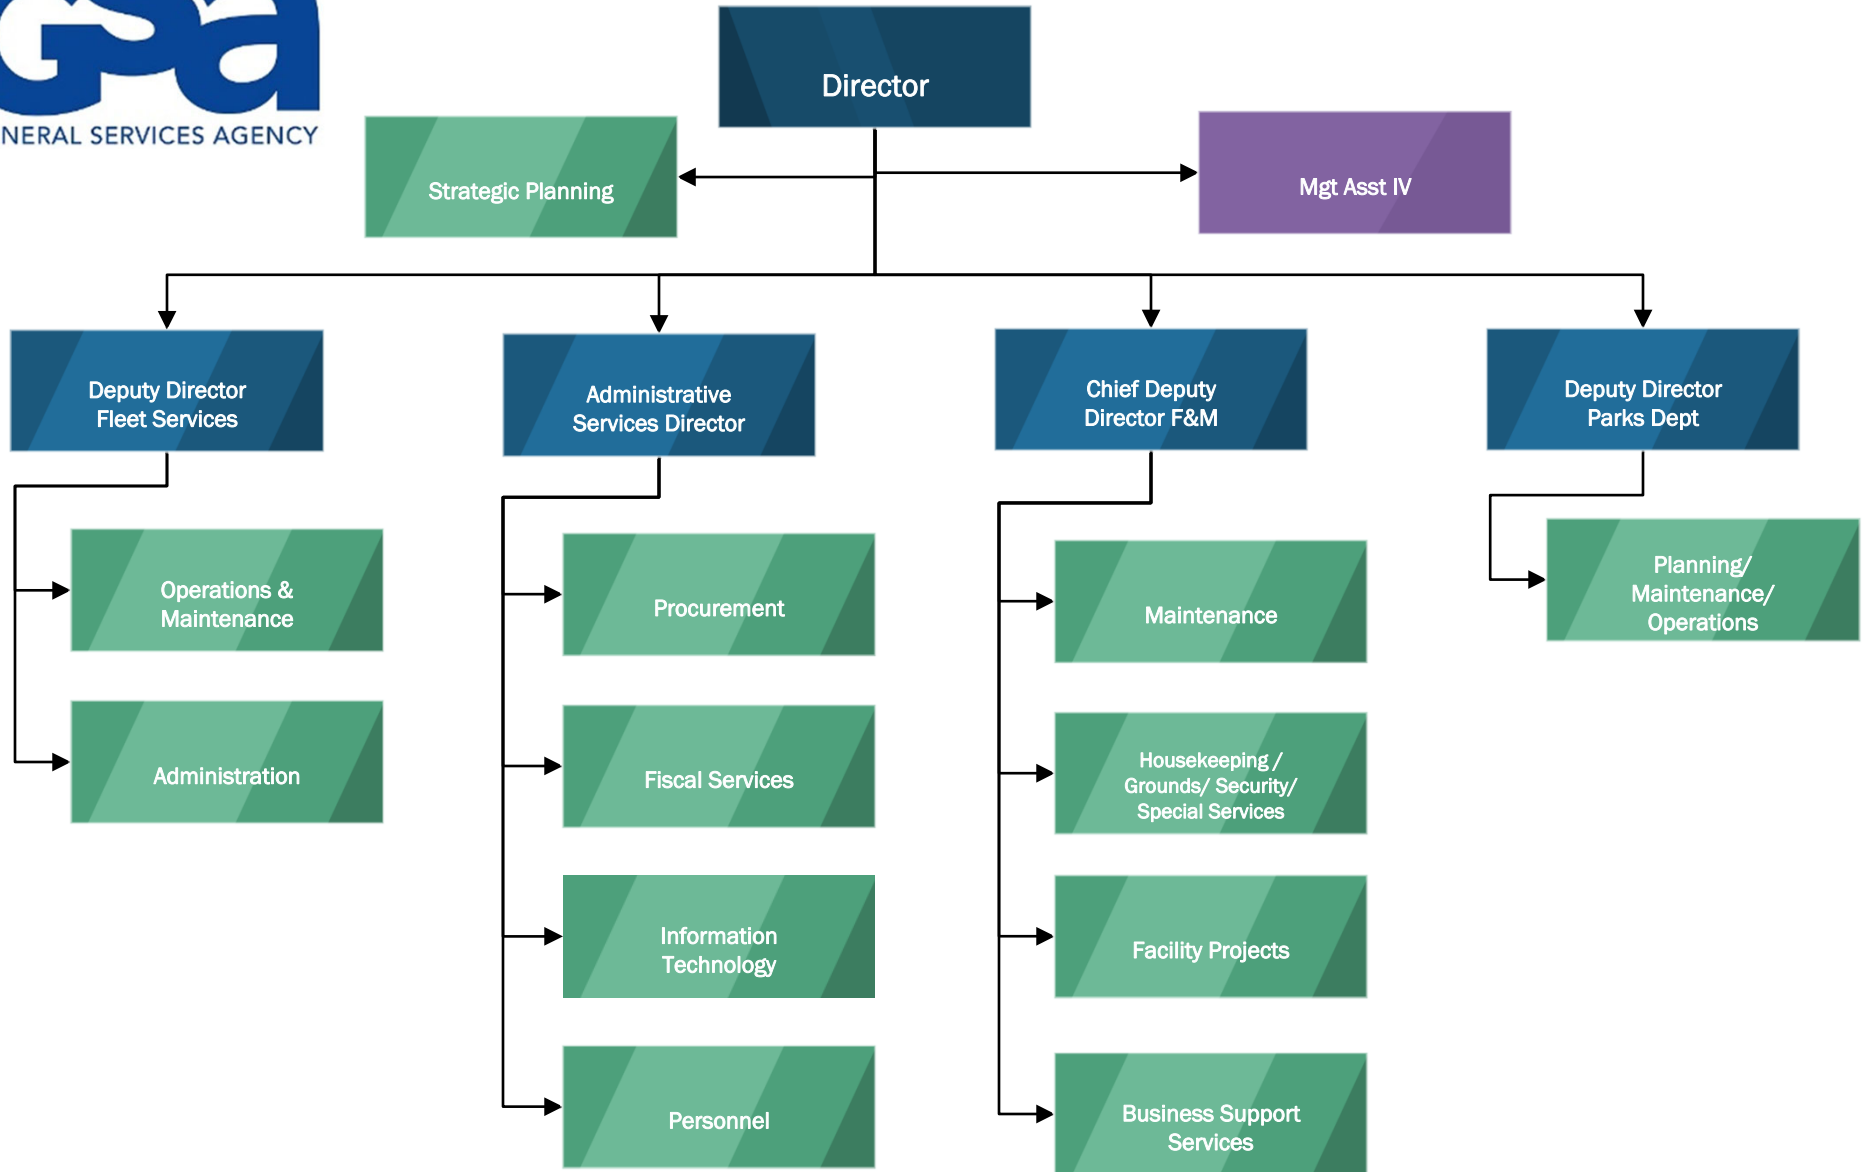 Gsa
NERAL SERVICES AGENCY
Director
Strategic Planning
Mgt Asst IV
Deputy Director
Fleet Services
Administrative
Services Director
Chief Deputy
Director F&M
Deputy Director
Parks Dept
Operations &
Maintenance
Administration
Procurement
Fiscal Services
Information
Technology
Personnel
Maintenance
Housekeeping /
Grounds/ Security/
Special Services
Facility Projects
Business Support
Services
Planning/
Maintenance/
Operations